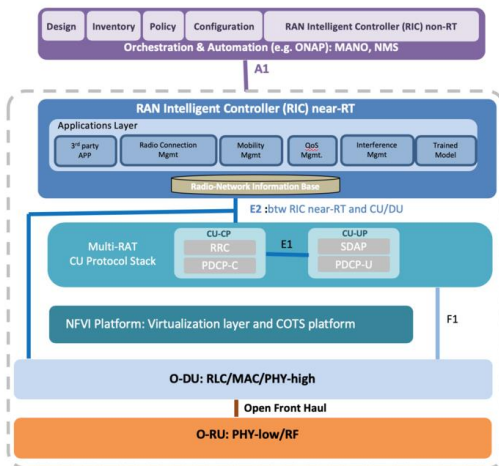 Design
Inventory
Policy
Configuration
RAN Intelligent Controller (RIC) non-RT
Orchestration & Automation (e.g. ONAP): MANO, NMS
A1
RAN Intelligent Controller (RIC) near-RT
Applications Layer
3rd party
APP
Radio Connection
Mgmt
Mobility
Mgmt
QoS
Mgmt.
Interference
Mgmt
Trained
Model
Radio-Network Information Base
E2 :btw RIC near-RT and CU/DU
Multi-RAT
CU Protocol Stack
CU-CP
RRC
PDCP-C
E1
CU-UP
SDAP
PDCP-U
NFVI Platform: Virtualization layer and COTS platform
F1
O-DU: RLC/MAC/PHY-high
Open Front Haul
O-RU: PHY-low/RF